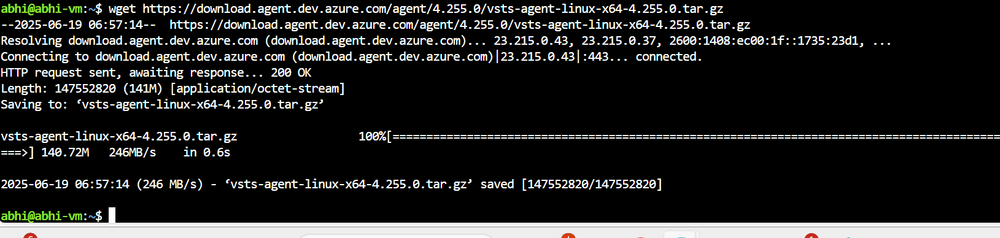 abhi@abhi-vm:~$ wget https://download.agent.dev.azure.com/agent/4.255.0/vsts-agent-linux-x64-4.255.0.tar.gz
--2025-06-19 06:57:14--  https://download.agent.dev.azure.com/agent/4.255.0/vsts-agent-linux-x64-4.255.0.tar.gz
Resolving download.agent.dev.azure.com (download.agent.dev.azure.com)... 23.215.0.43, 23.215.0.37, 2600:1408:ec00:1f::1735:23d1, ...
Connecting to download.agent.dev.azure.com (download.agent.dev.azure.com)|23.215.0.43|:443... connected.
HTTP request sent, awaiting response... 200 OK
Length: 147552820 (141M) [application/octet-stream]
Saving to: ‘vsts-agent-linux-x64-4.255.0.tar.gz’
vsts-agent-linux-x64-4.255.0.tar.gz                  100%[==========================================================================================
===>] 140.72M   246MB/s    in 0.6s
2025-06-19 06:57:14 (246 MB/s) - ‘vsts-agent-linux-x64-4.255.0.tar.gz’ saved [147552820/147552820]
abhi@abhi-vm:~$